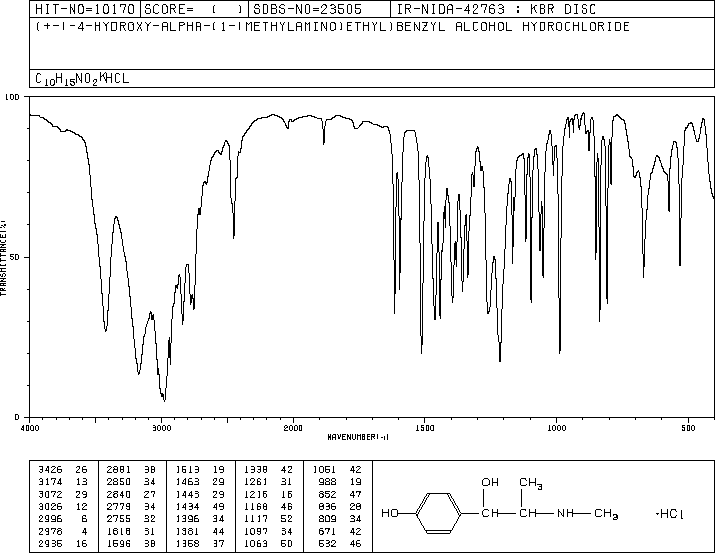 HIT-NO=10170 SCORE= ( ) SDBS-NO=23505 IR-NIDA-42763 : KBR DISC
(+-)-4-HYDROXY-ALPHA-(1-(METHYLAMINO)ETHYL)BENZYL ALCOHOL HYDROCHLORIDE
C10H15NO2KHCL
100
50
0
TRANSMITTANCE(%)
4000 3000 2000 1500 1000 500
WAVENUMBER(-1)
3426 26 2881 38 1513 19 1338 42 1051 42
3174 13 2850 34 1463 29 1261 31 988 19
3072 29 2840 27 1445 29 1216 16 852 47
3026 12 2779 34 1434 49 1168 46 836 28
2996 6 2755 32 1396 34 1117 52 809 34
2978 4 1618 31 1381 44 1097 34 671 42
2935 16 1596 38 1358 37 1063 50 532 46
OH CH3
HO CH CH NH CH3 •HCl